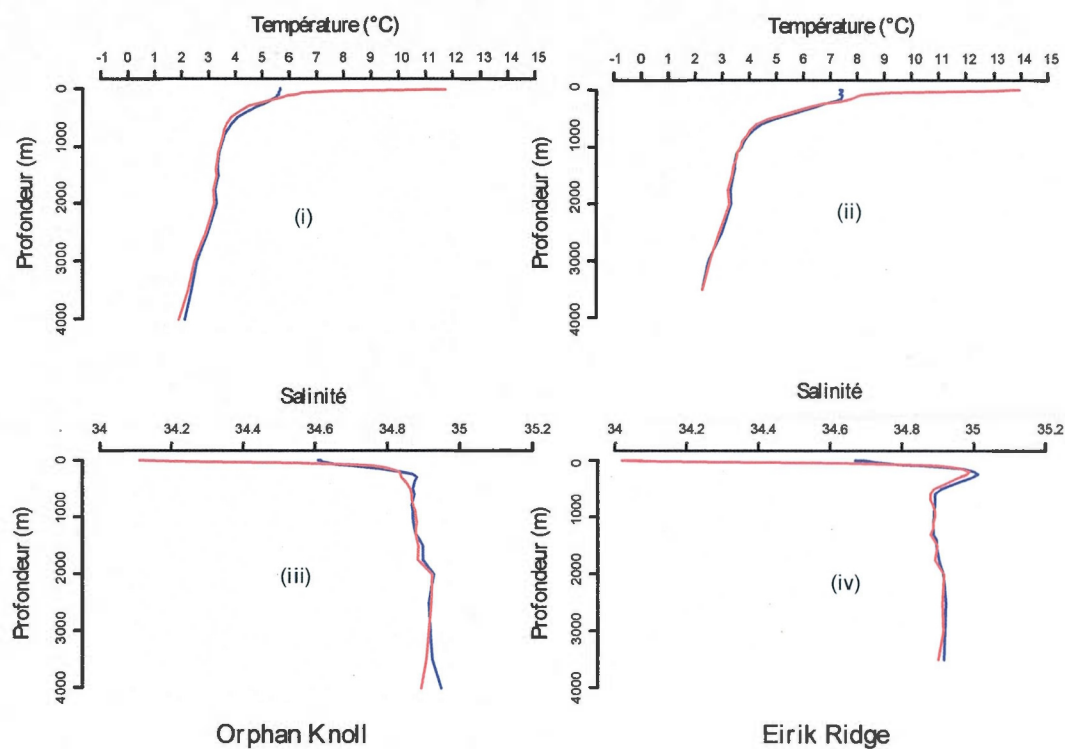 Température (°C)
-1 0 1 2 3 4 5 6 7 8 9 10 11 12 13 14 15
Profondeur (m)
0
1000
2000
3000
4000
(i)
Température (°C)
-1 0 1 2 3 4 5 6 7 8 9 10 11 12 13 14 15
Profondeur (m)
0
1000
2000
3000
4000
(ii)
Salinité
34 34.2 34.4 34.6 34.8 35 35.2
Profondeur (m)
0
1000
2000
3000
4000
(iii)
Orphan Knoll
Salinité
34 34.2 34.4 34.6 34.8 35 35.2
Profondeur (m)
0
1000
2000
3000
4000
(iv)
Eirik Ridge